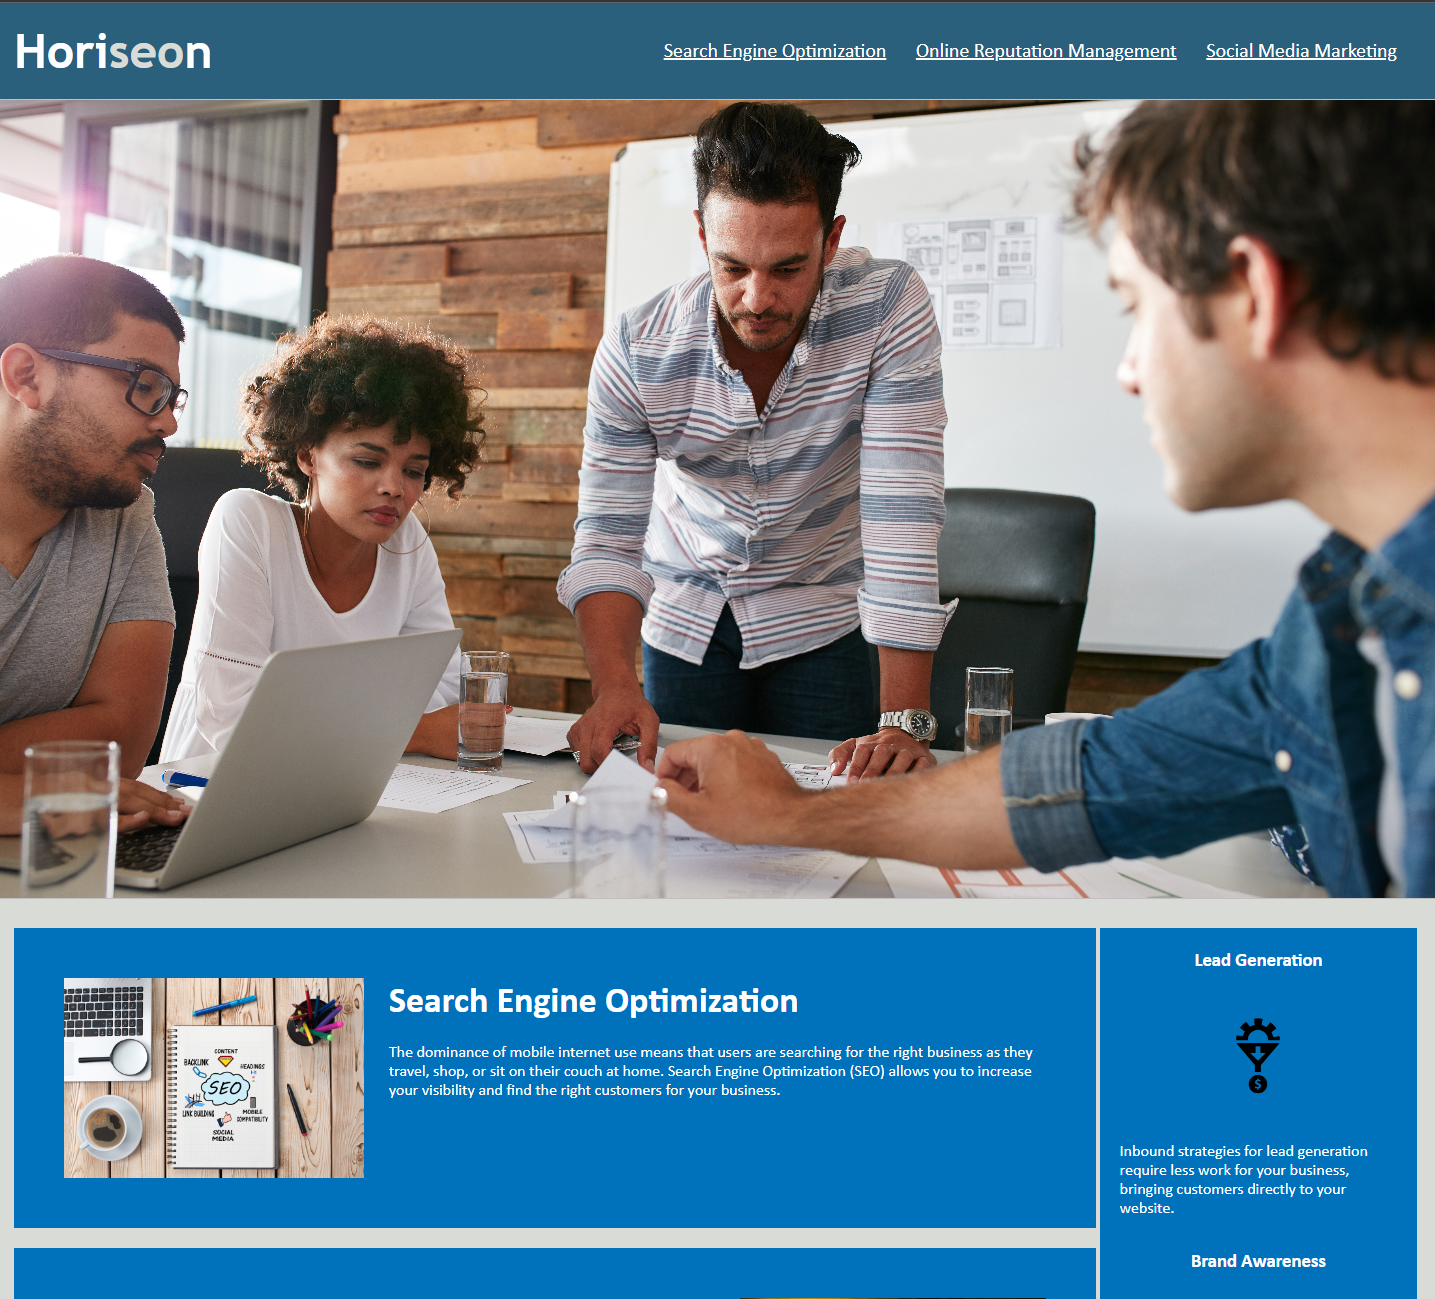 Horiseon
Search Engine Optimization
Online Reputation Management
Social Media Marketing
Search Engine Optimization
The dominance of mobile internet use means that users are searching for the right business as they
travel, shop, or sit on their couch at home. Search Engine Optimization (SEO) allows you to increase
your visibility and find the right customers for your business.
CONTENT
BACKLINK
HEADINGS
SEO
LINK BUILDING
MOBILE
COMPATIBILITY
SOCIAL
MEDIA
Lead Generation
$
Inbound strategies for lead generation
require less work for your business,
bringing customers directly to your
website.
Brand Awareness